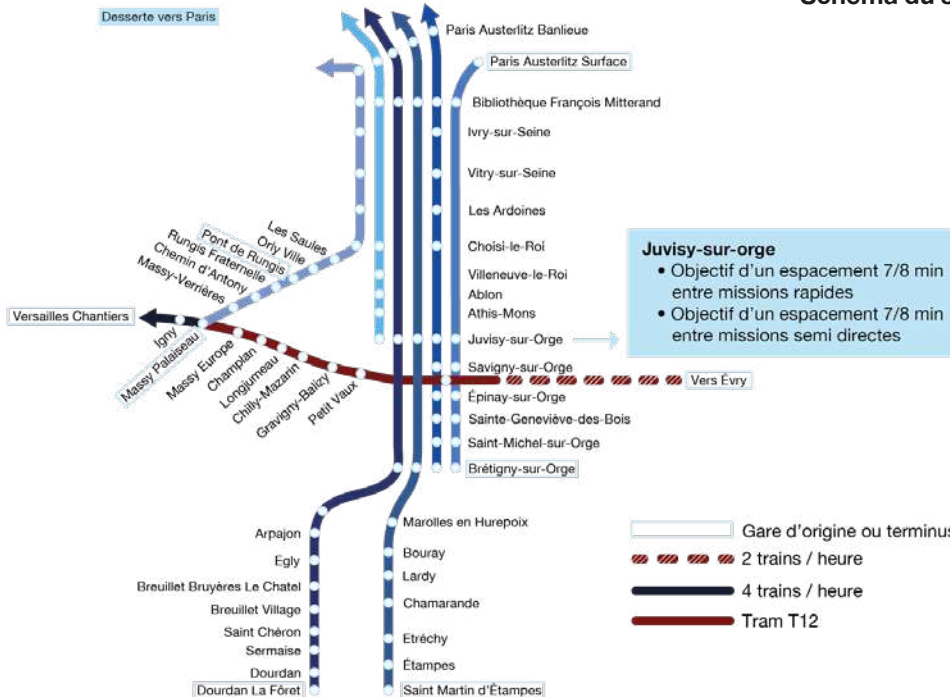 Schéma du s
Desserte vers Paris
Paris Austerlitz Banlieue
Paris Austerlitz Surface
Bibliothèque François Mitterand
Ivry-sur-Seine
Vitry-sur-Seine
Les Ardoines
Choisi-le-Roi
Villeneuve-le-Roi
Ablon
Athis-Mons
Juvisy-sur-Orge
Savigny-sur-Orge
Vers Évry
Épinay-sur-Orge
Sainte-Geneviève-des-Bois
Saint-Michel-sur-Orge
Brétigny-sur-Orge
Les Saules
Orly Ville
Pont de Rungis
Rungis Fraternelle
Chemin d'Antony
Massy-Verrières
Versailles Chantiers
Igny
Massy Palaiseau
Massy Europe
Champlan
Longjumeau
Chilly-Mazarin
Gravigny-Balizy
Petit Vaux
Juvisy-sur-orge
• Objectif d'un espacement 7/8 min
entre missions rapides
• Objectif d'un espacement 7/8 min
entre missions semi directes
Arpajon
Egly
Breuillet Bruyères Le Chatel
Breuillet Village
Saint Chéron
Sermaise
Dourdan
Dourdan La Fôret
Marolles en Hurepoix
Bouray
Lardy
Chamarande
Etréchy
Étampes
Saint Martin d'Étampes
Gare d'origine ou terminus
2 trains / heure
4 trains / heure
Tram T12